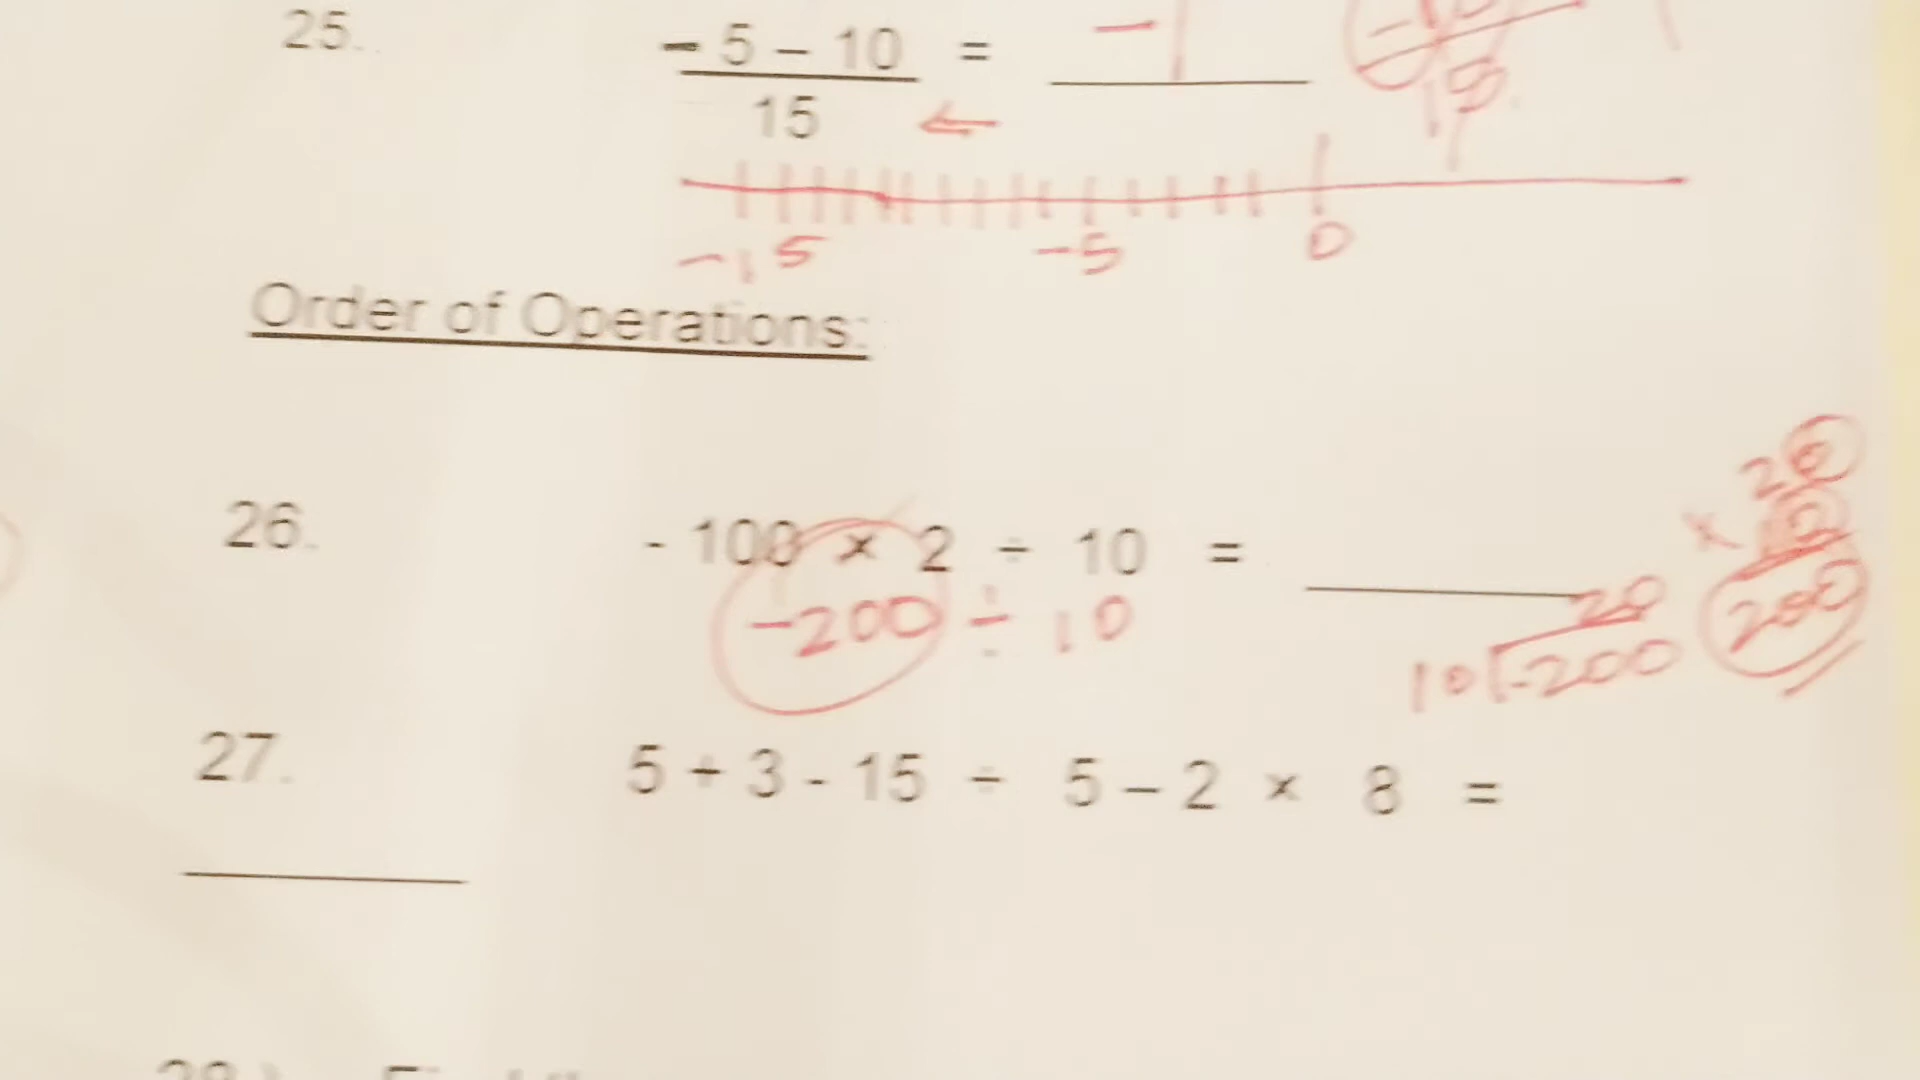 25. - 5 – 10 = -1
15
-15 -5 0
Order of Operations:
26. - 100 × 2 ÷ 10 =
-200 ÷ 10
20
10 -200
20
× 10
200
27. 5 + 3 - 15 ÷ 5 – 2 × 8 =